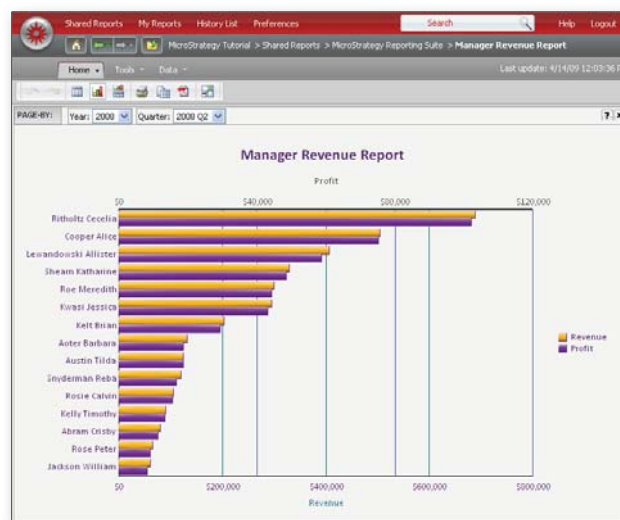 Shared Reports My Reports History List Preferences Search Help Logout
MicroStrategy Tutorial > Shared Reports > MicroStrategy Reporting Suite > Manager Revenue Report
Home Tools Data Last update: 4/14/09 12:03:36 P
PAGE-BY: Year: 2008 Quarter: 2008 Q2 ?
Manager Revenue Report
Profit
$0 $40,000 $80,000 $120,000
Ritholtz Cecelia
Cooper Alice
Lewandowski Allister
Sheam Katharine
Roe Meredith
Kwasi Jessica
Kelt Brian
Aoter Barbara
Austin Tilda
Snyderman Reba
Rosie Calvin
Kelly Timothy
Abram Crisby
Rose Peter
Jackson William
Revenue
Profit
$0 $200,000 $400,000 $600,000 $800,000
Revenue